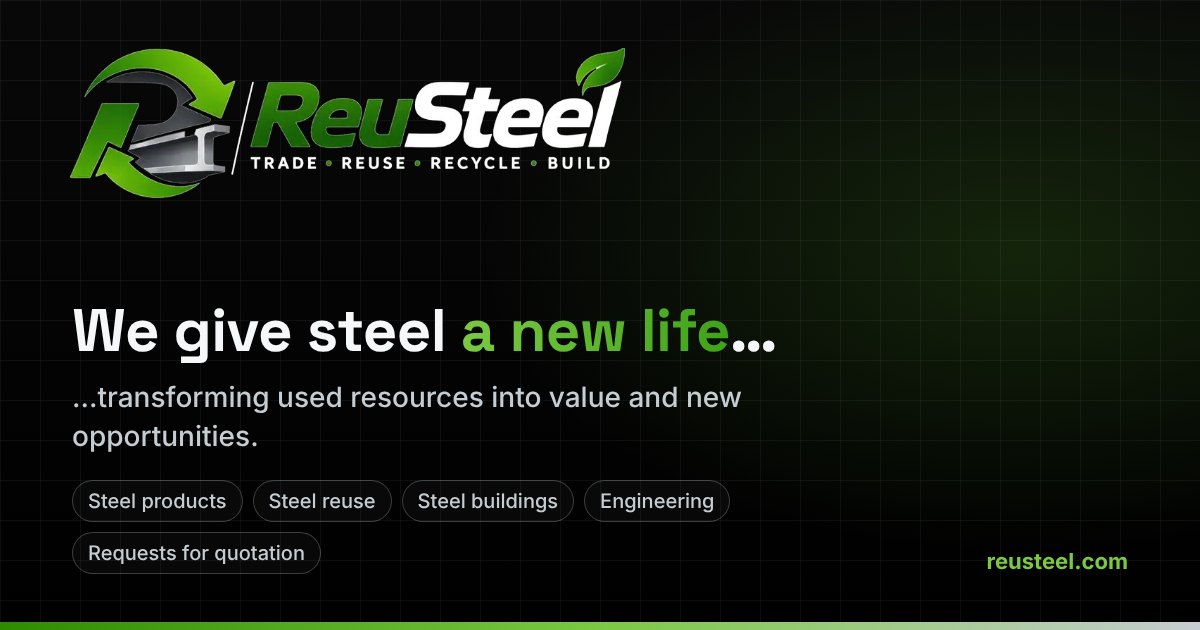 ReuSteel
TRADE • REUSE • RECYCLE • BUILD
We give steel a new life...
...transforming used resources into value and new
opportunities.
Steel products
Steel reuse
Steel buildings
Engineering
Requests for quotation
reusteel.com